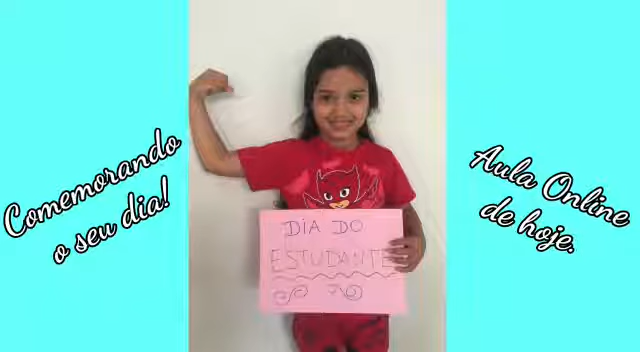 Comemorando
o seu dia!
DIA DO
ESTUDANTE
Aula Online
de hoje.